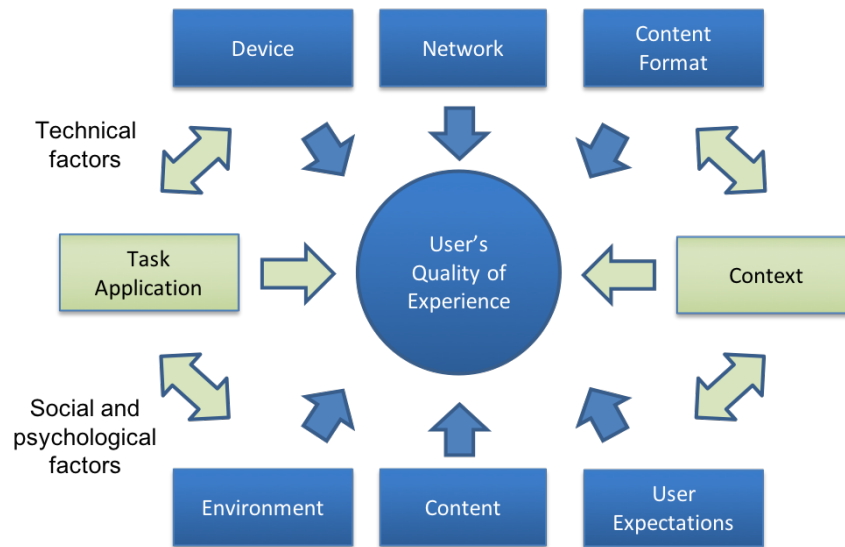 Device
Network
Content
Format
Technical
factors
Task
Application
User's
Quality of
Experience
Context
Social and
psychological
factors
Environment
Content
User
Expectations